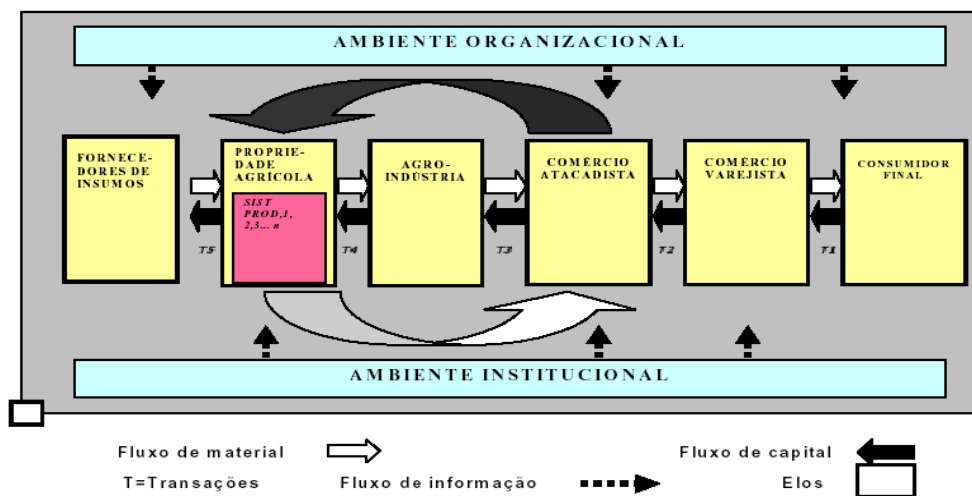 AMBIENTE ORGANIZACIONAL
FORNECE-
DORES DE
INSUMOS
PROPRIE-
DADE
AGRÍCOLA
SIST
PROD,1,
2,3... n
AGRO-
INDÚSTRIA
COMÉRCIO
ATACADISTA
COMÉRCIO
VAREJISTA
CONSUMIDOR
FINAL
T5
T4
T3
T2
T1
AMBIENTE INSTITUCIONAL
Fluxo de material
Fluxo de capital
T=Transações
Fluxo de informação
Elos